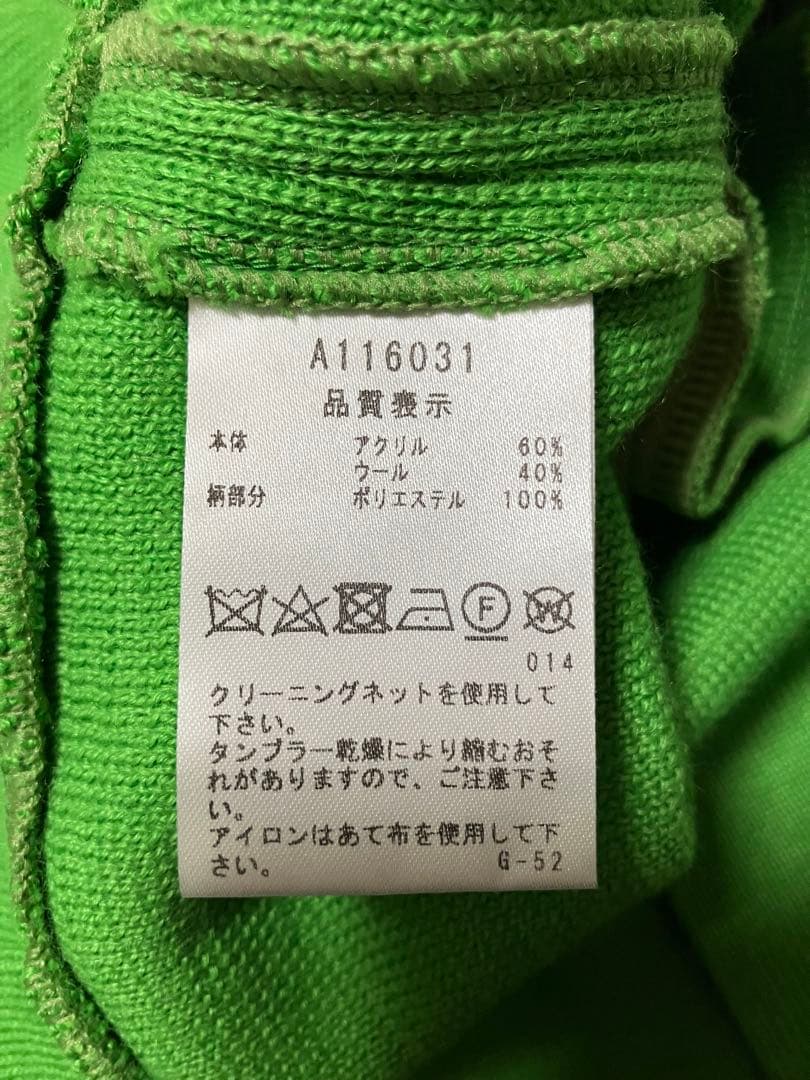 A116031
品質表示
本体 アクリル 60%
ウール 40%
柄部分 ポリエステル 100%
F W
014
クリーニングネットを使用して
下さい。
タンブラー乾燥により縮むおそ
れがありますので、ご注意下さ
い。
アイロンはあて布を使用して下
さい。 G-52